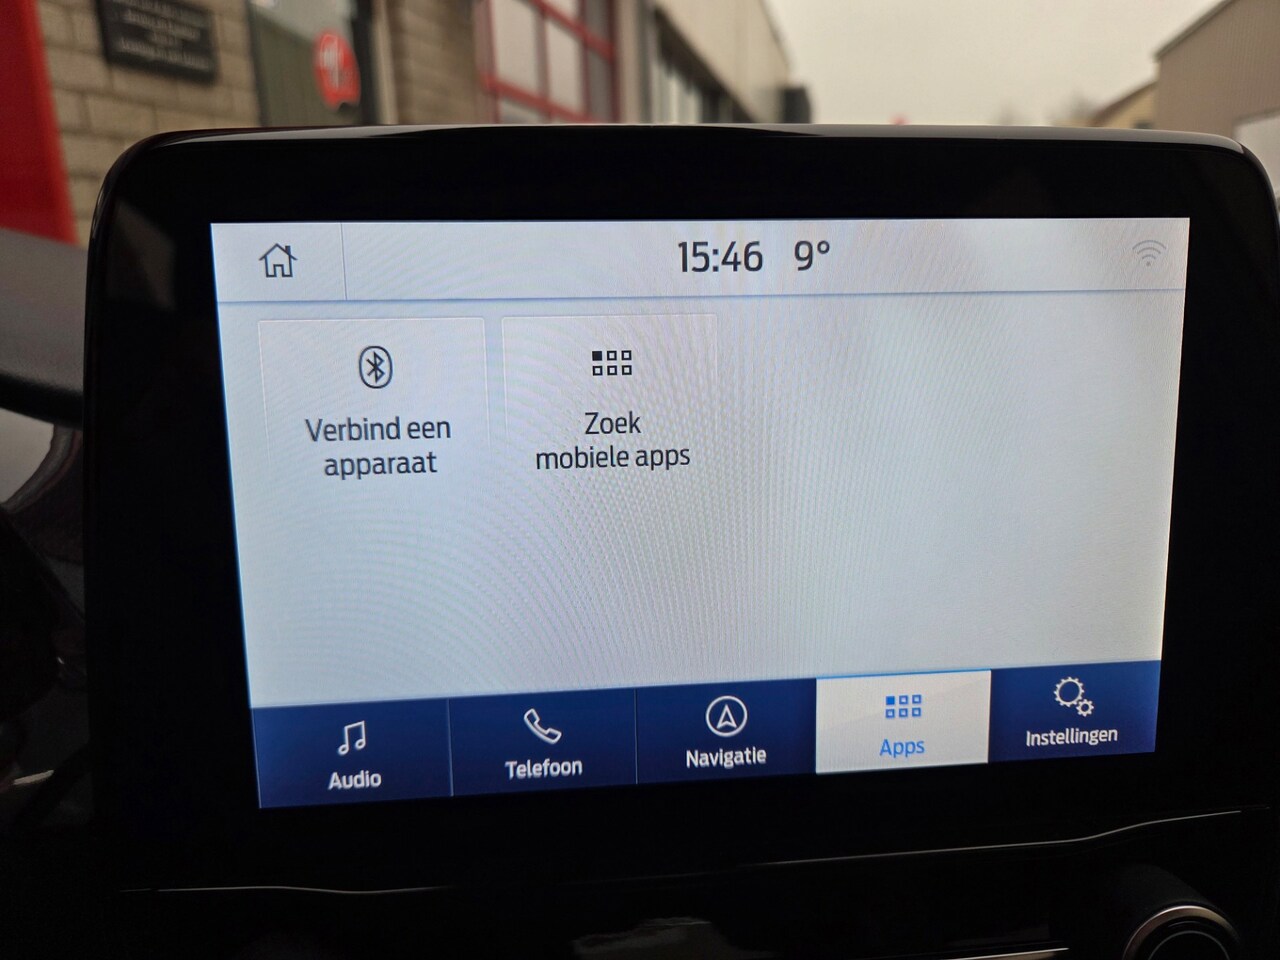 15:46 9°
Verbind een
apparaat
Zoek
mobiele apps
Audio
Telefoon
Navigatie
Apps
Instellingen